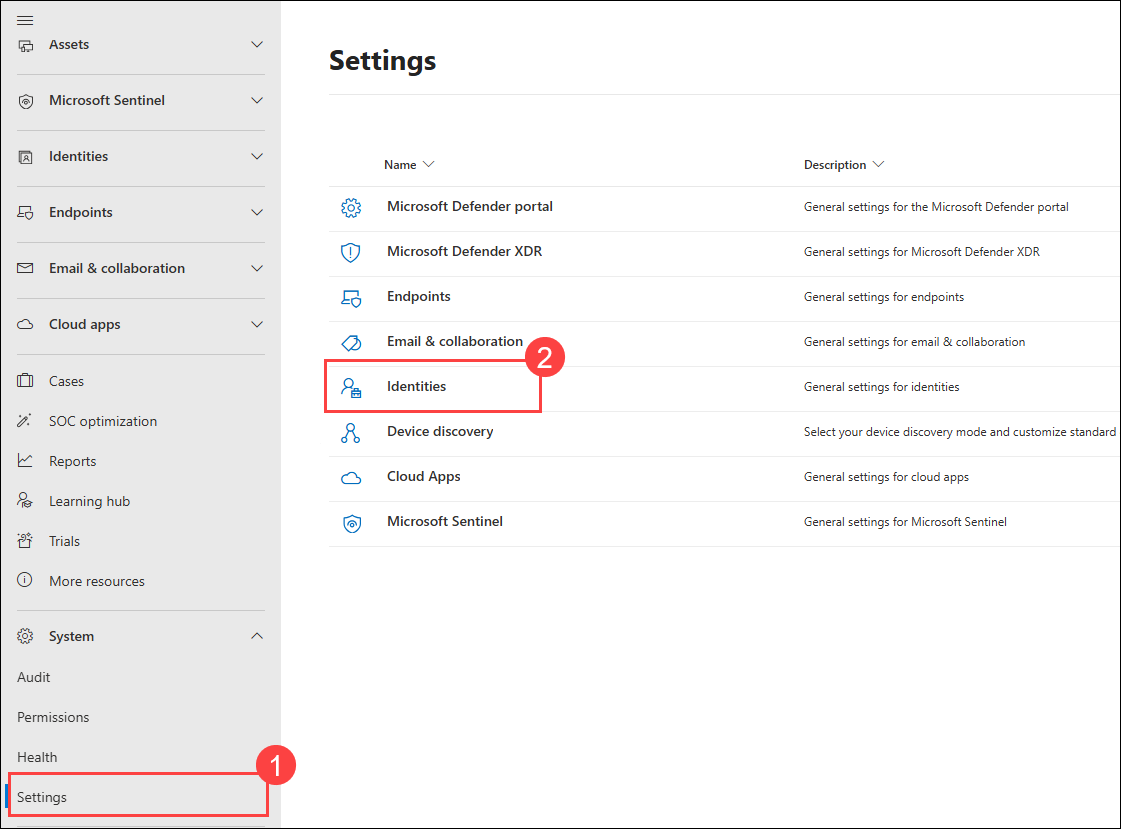 Assets
Microsoft Sentinel
Identities
Endpoints
Email & collaboration
Cloud apps
Cases
SOC optimization
Reports
Learning hub
Trials
More resources
System
Audit
Permissions
Health
1
Settings
Settings
Name Description
Microsoft Defender portal General settings for the Microsoft Defender portal
Microsoft Defender XDR General settings for Microsoft Defender XDR
Endpoints General settings for endpoints
Email & collaboration General settings for email & collaboration
2
Identities General settings for identities
Device discovery Select your device discovery mode and customize standard
Cloud Apps General settings for cloud apps
Microsoft Sentinel General settings for Microsoft Sentinel